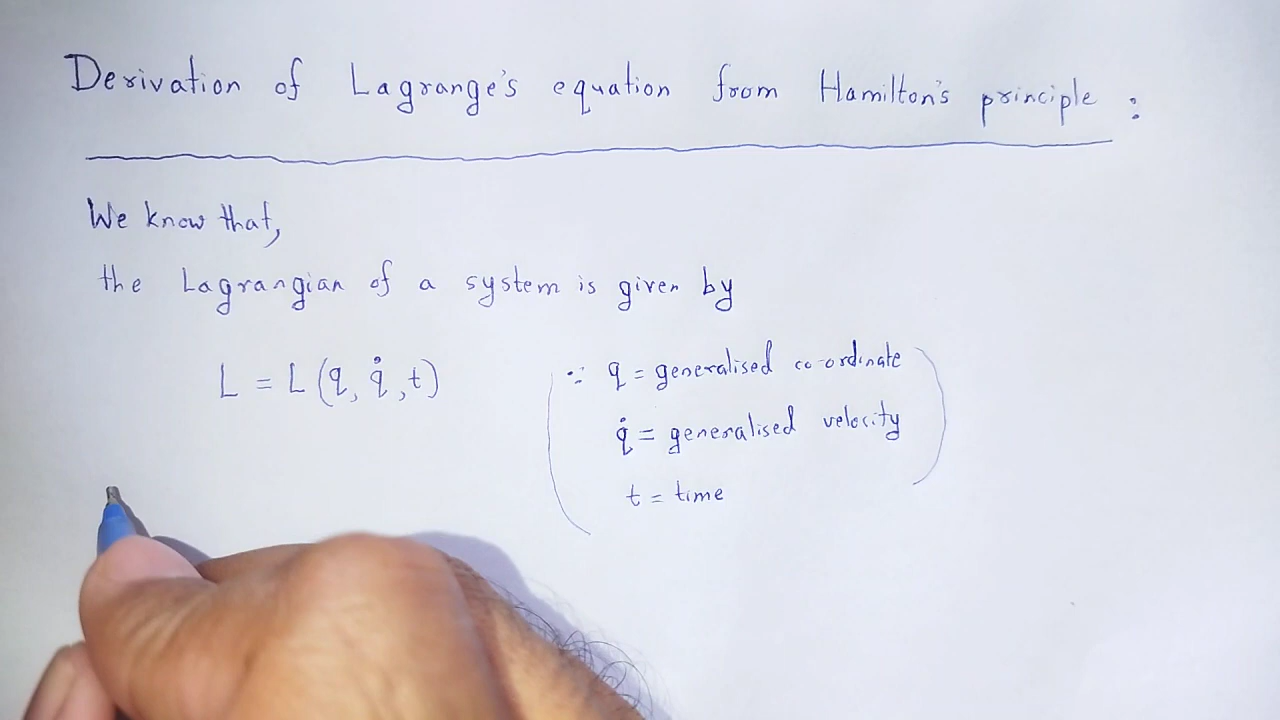 Derivation of Lagrange's equation from Hamilton's principle :
We know that,
the Lagrangian of a system is given by
L = L(q, q̇, t)
∵ q = generalised co-ordinate
q̇ = generalised velocity
t = time